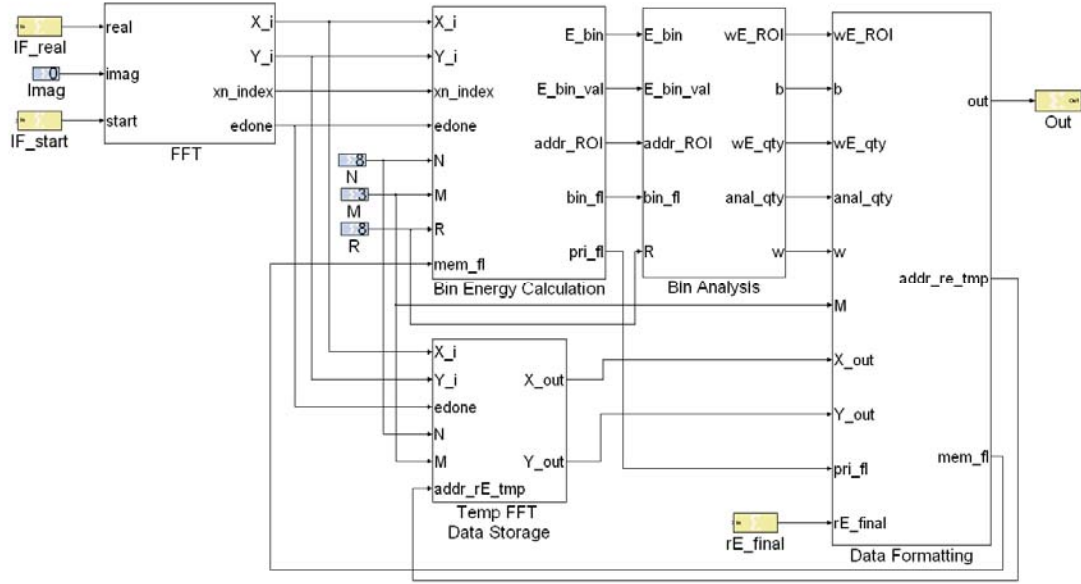 IF_real
0
Imag
IF_start
real
imag
start
X_i
Y_i
xn_index
edone
FFT
8
N
3
M
8
R
X_i
Y_i
xn_index
edone
N
M
R
mem_fl
E_bin
E_bin_val
addr_ROI
bin_fl
pri_fl
Bin Energy Calculation
E_bin
E_bin_val
addr_ROI
bin_fl
R
wE_ROI
b
wE_qty
anal_qty
w
Bin Analysis
X_i
Y_i
edone
N
M
addr_rE_tmp
X_out
Y_out
Temp FFT
Data Storage
wE_ROI
b
wE_qty
anal_qty
w
M
X_out
Y_out
pri_fl
rE_final
out
addr_re_tmp
mem_fl
Data Formatting
rE_final
Out
Out